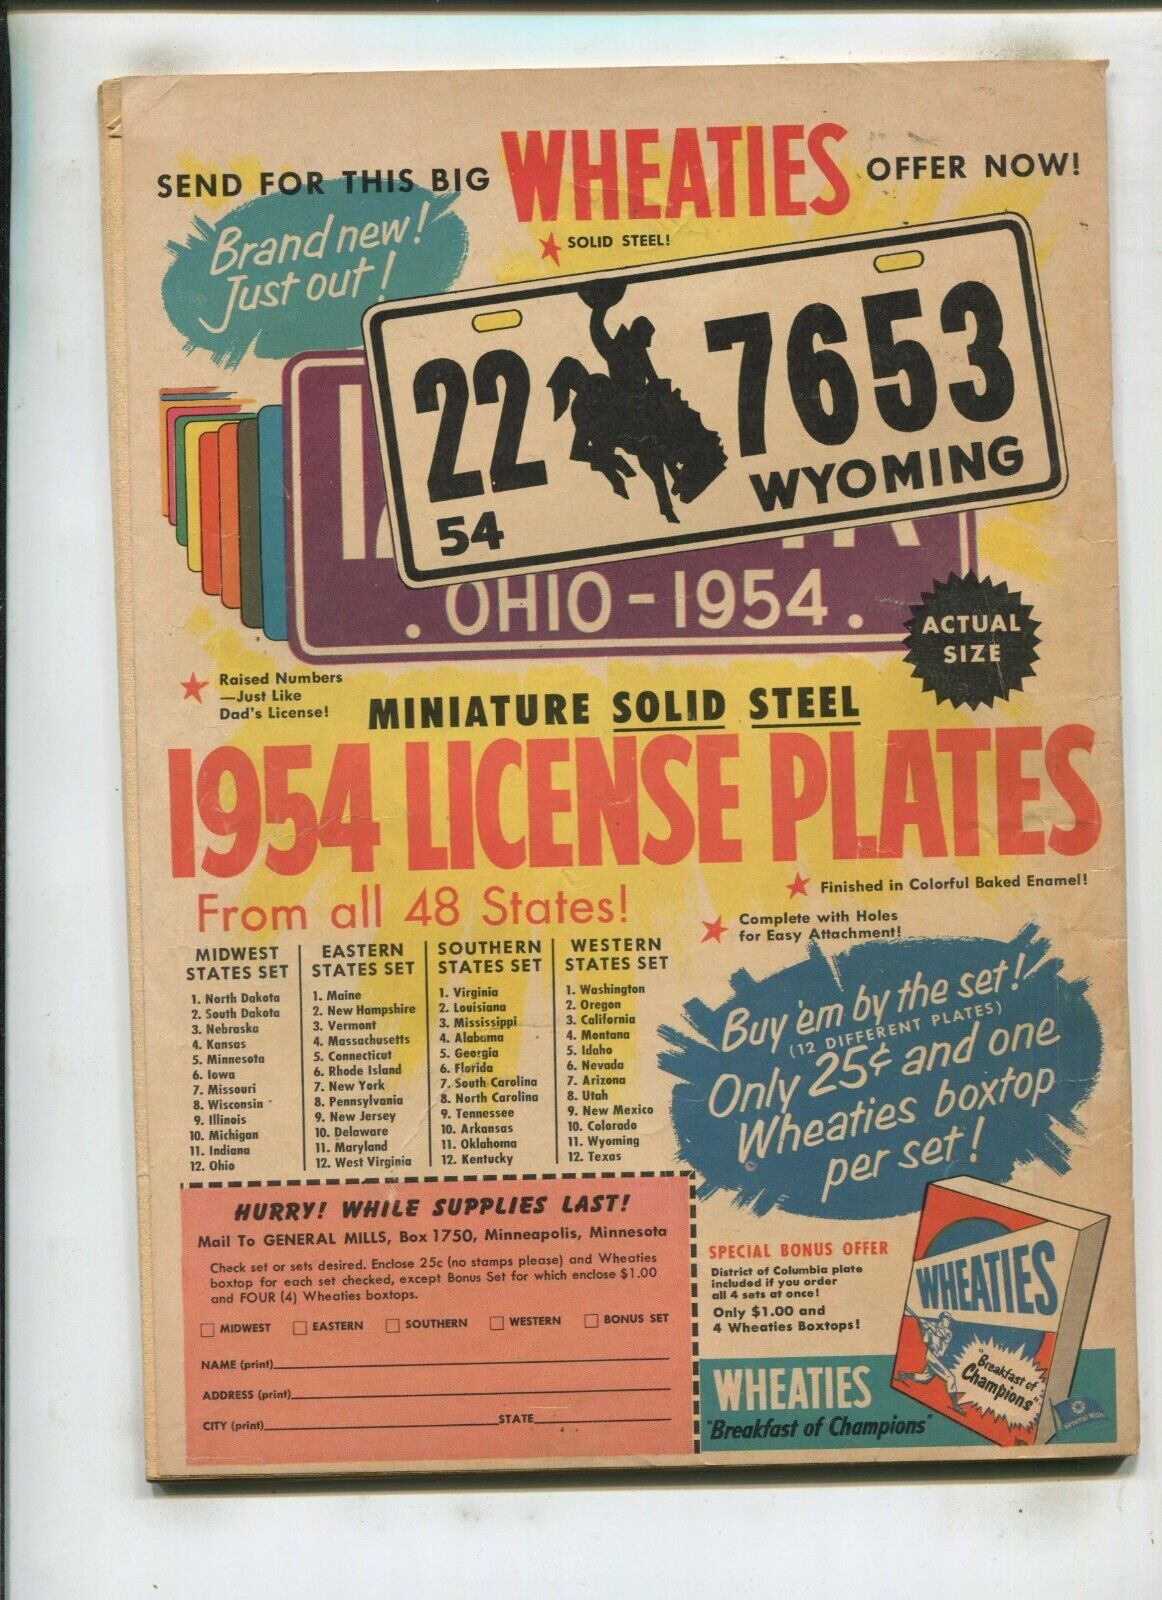 SEND FOR THIS BIG WHEATIES OFFER NOW!
Brand new!
Just out!
SOLID STEEL!
22 7653
54 WYOMING
. OHIO - 1954 .
ACTUAL
SIZE
Raised Numbers
—Just Like
Dad's License!
MINIATURE SOLID STEEL
1954 LICENSE PLATES
From all 48 States!
Finished in Colorful Baked Enamel!
Complete with Holes
for Easy Attachment!
MIDWEST
STATES SET
1. North Dakota
2. South Dakota
3. Nebraska
4. Kansas
5. Minnesota
6. Iowa
7. Missouri
8. Wisconsin
9. Illinois
10. Michigan
11. Indiana
12. Ohio
EASTERN
STATES SET
1. Maine
2. New Hampshire
3. Vermont
4. Massachusetts
5. Connecticut
6. Rhode Island
7. New York
8. Pennsylvania
9. New Jersey
10. Delaware
11. Maryland
12. West Virginia
SOUTHERN
STATES SET
1. Virginia
2. Louisiana
3. Mississippi
4. Alabama
5. Georgia
6. Florida
7. South Carolina
8. North Carolina
9. Tennessee
10. Arkansas
11. Oklahoma
12. Kentucky
WESTERN
STATES SET
1. Washington
2. Oregon
3. California
4. Montana
5. Idaho
6. Nevada
7. Arizona
8. Utah
9. New Mexico
10. Colorado
11. Wyoming
12. Texas
Buy 'em by the set!
(12 DIFFERENT PLATES)
Only 25¢ and one
Wheaties boxtop
per set!
HURRY! WHILE SUPPLIES LAST!
Mail To GENERAL MILLS, Box 1750, Minneapolis, Minnesota
Check set or sets desired. Enclose 25c (no stamps please) and Wheaties
boxtop for each set checked, except Bonus Set for which enclose $1.00
and FOUR (4) Wheaties boxtops.
MIDWEST EASTERN SOUTHERN WESTERN BONUS SET
NAME (print)
ADDRESS (print)
CITY (print) STATE
SPECIAL BONUS OFFER
District of Columbia plate
included if you order
all 4 sets at once!
Only $1.00 and
4 Wheaties Boxtops!
WHEATIES
"Breakfast of Champions"
WHEATIES
"Breakfast of
Champions"
General Mills